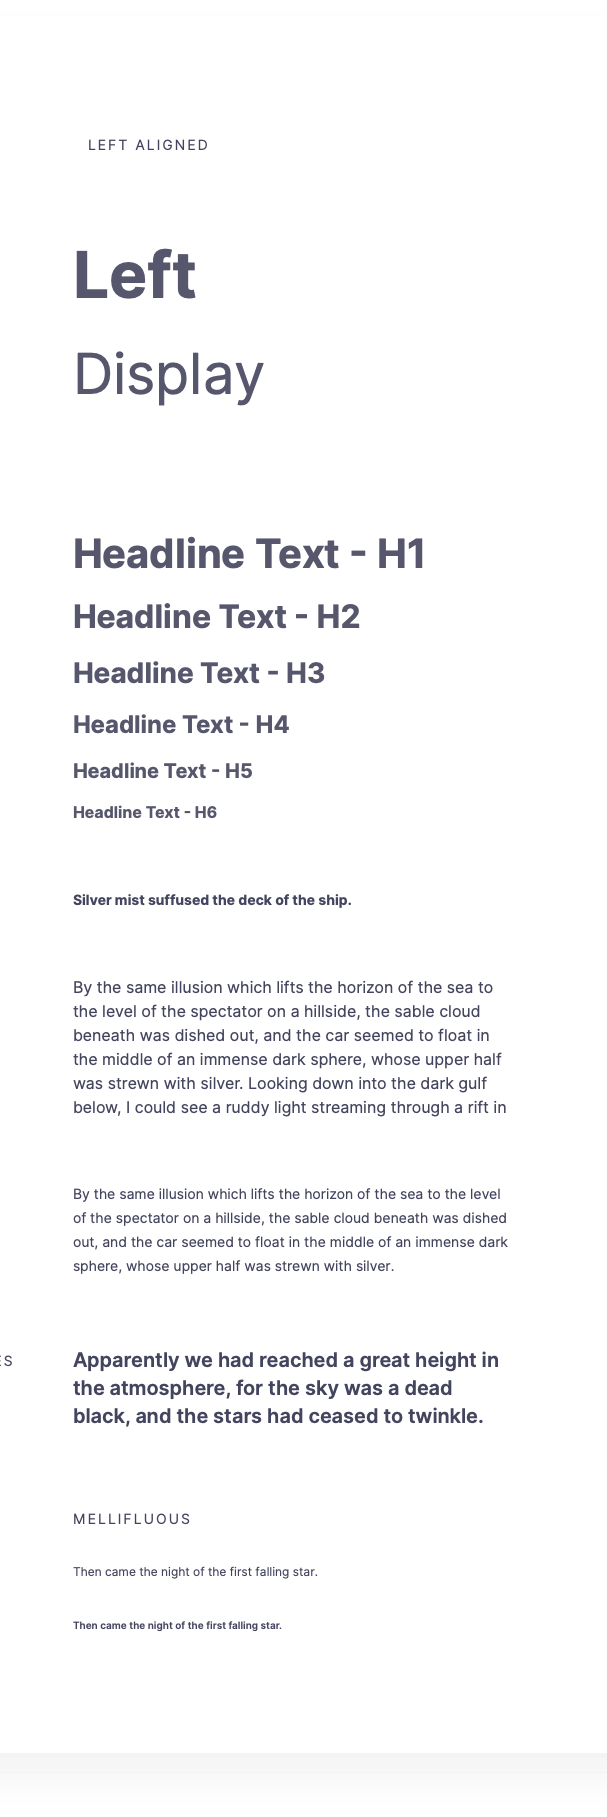 LEFT ALIGNED
Left
Display
Headline Text - H1
Headline Text - H2
Headline Text - H3
Headline Text - H4
Headline Text - H5
Headline Text - H6
Silver mist suffused the deck of the ship.
By the same illusion which lifts the horizon of the sea to
the level of the spectator on a hillside, the sable cloud
beneath was dished out, and the car seemed to float in
the middle of an immense dark sphere, whose upper half
was strewn with silver. Looking down into the dark gulf
below, I could see a ruddy light streaming through a rift in
By the same illusion which lifts the horizon of the sea to the level
of the spectator on a hillside, the sable cloud beneath was dished
out, and the car seemed to float in the middle of an immense dark
sphere, whose upper half was strewn with silver.
Apparently we had reached a great height in
the atmosphere, for the sky was a dead
black, and the stars had ceased to twinkle.
MELLIFLUOUS
Then came the night of the first falling star.
Then came the night of the first falling star.